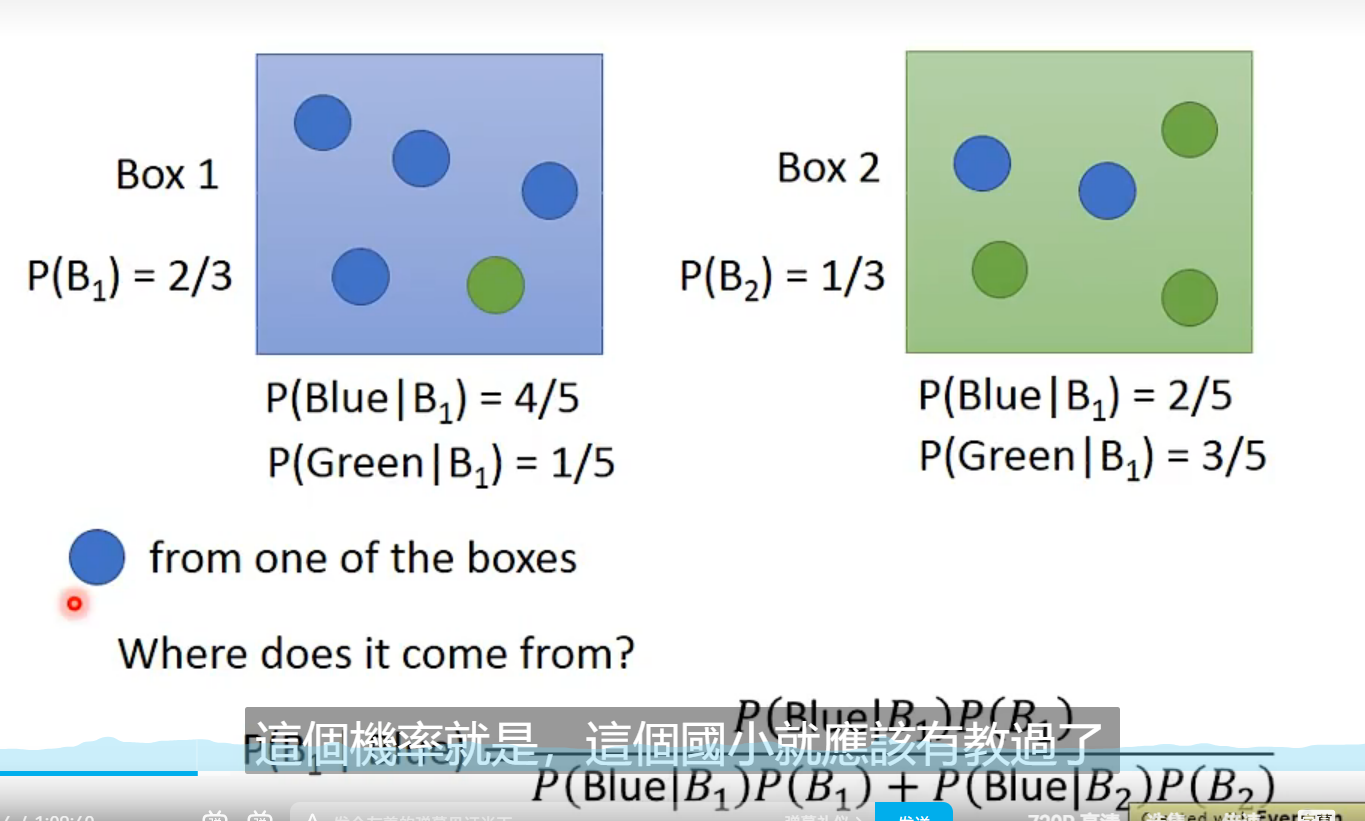 Box 1
P(B₁) = 2/3
P(Blue|B₁) = 4/5
P(Green|B₁) = 1/5
Box 2
P(B₂) = 1/3
P(Blue|B₁) = 2/5
P(Green|B₁) = 3/5
from one of the boxes
Where does it come from?
P(Blue|B₁)P(B₁)
這個機率就是，這個國小就應該有教過了
P(Blue|B₁)P(B₁) + P(Blue|B₂)P(B₂)